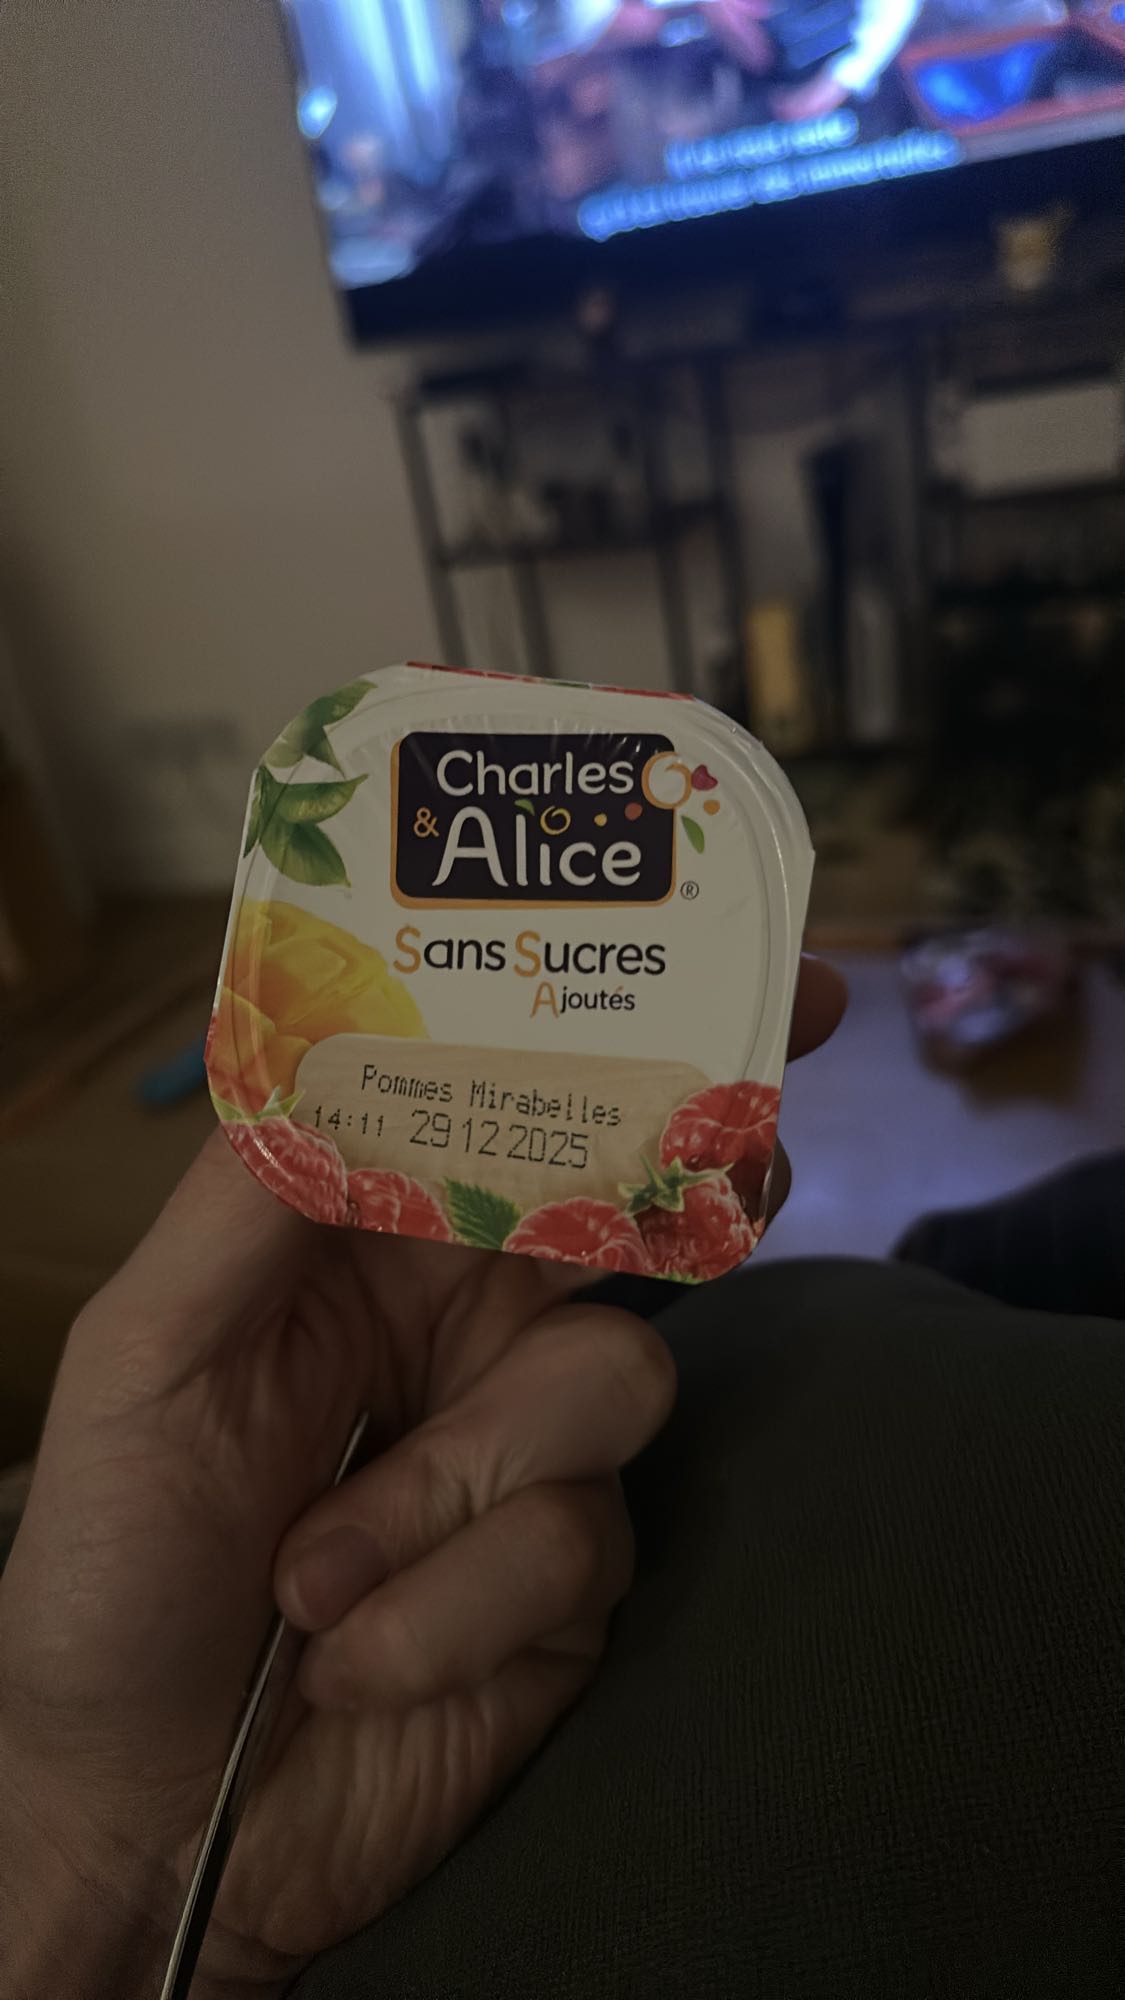 Charles
& Alice
®
Sans Sucres
Ajoutés
Pommes Mirabelles
14:11 29 12 2025